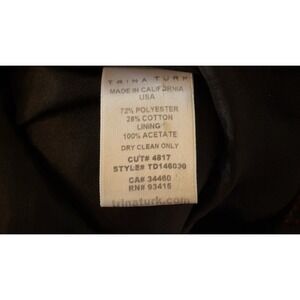 TRINA TURK
MADE IN CALIFORNIA
USA
72% POLYESTER
28% COTTON
LINING
100% ACETATE
DRY CLEAN ONLY
CUT# 4817
STYLE# TD146030
CA# 34460
RN# 93415
trinaturk.com